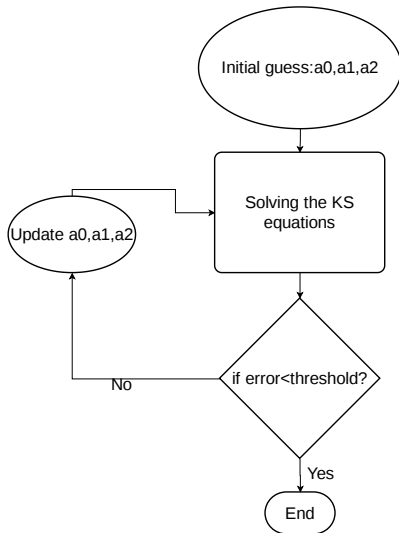 Initial guess:a0,a1,a2
Solving the KS
equations
Update a0,a1,a2
if error<threshold?
No
Yes
End